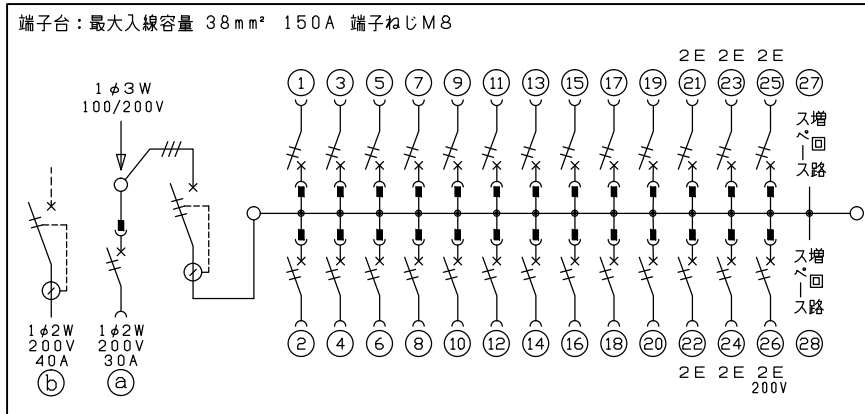 端子台：最大入線容量 38mm² 150A 端子ねじM8
2E 2E 2E
1φ3W
100/200V
1 3 5 7 9 11 13 15 17 19 21 23 25 27
増回路
スペース
増回路
スペース
2 4 6 8 10 12 14 16 18 20 22 24 26 28
2E 2E 2E
200V
1φ2W
200V
40A
b
1φ2W
200V
30A
a